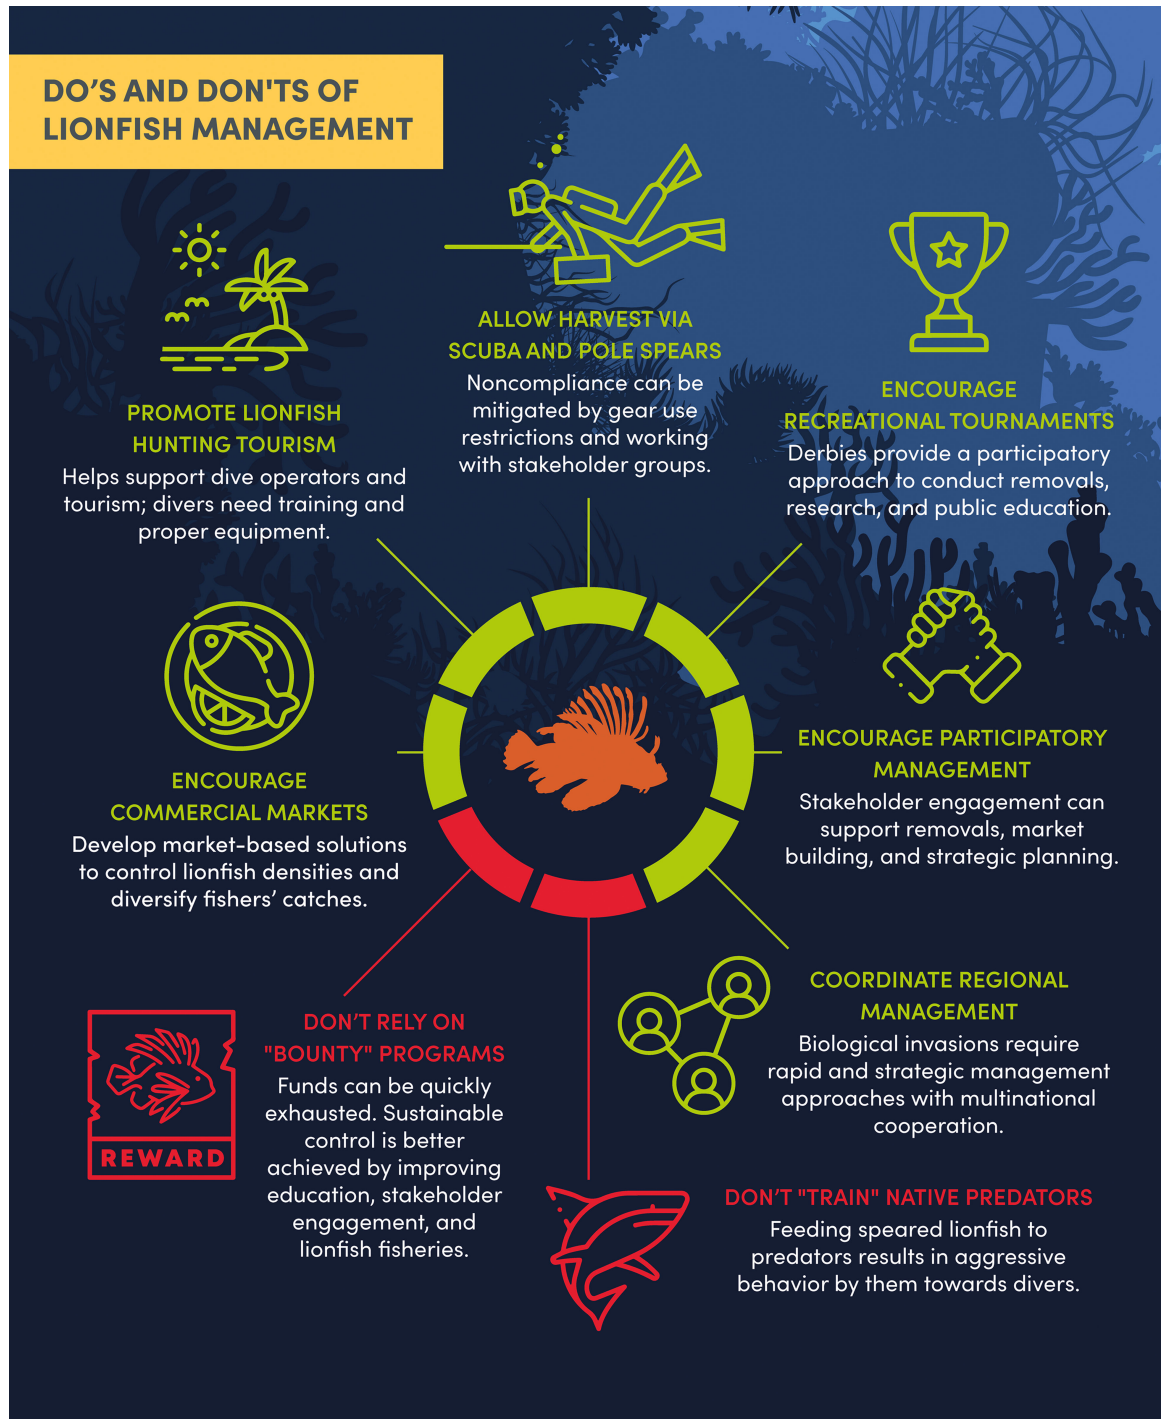 DO’S AND DON'TS OF
LIONFISH MANAGEMENT
PROMOTE LIONFISH
HUNTING TOURISM
Helps support dive operators and
tourism; divers need training and
proper equipment.
ALLOW HARVEST VIA
SCUBA AND POLE SPEARS
Noncompliance can be
mitigated by gear use
restrictions and working
with stakeholder groups.
ENCOURAGE
RECREATIONAL TOURNAMENTS
Derbies provide a participatory
approach to conduct removals,
research, and public education.
ENCOURAGE
COMMERCIAL MARKETS
Develop market-based solutions
to control lionfish densities and
diversify fishers’ catches.
ENCOURAGE PARTICIPATORY
MANAGEMENT
Stakeholder engagement can
support removals, market
building, and strategic planning.
COORDINATE REGIONAL
MANAGEMENT
Biological invasions require
rapid and strategic management
approaches with multinational
cooperation.
REWARD
DON’T RELY ON
"BOUNTY" PROGRAMS
Funds can be quickly
exhausted. Sustainable
control is better
achieved by improving
education, stakeholder
engagement, and
lionfish fisheries.
DON’T "TRAIN" NATIVE PREDATORS
Feeding speared lionfish to
predators results in aggressive
behavior by them towards divers.